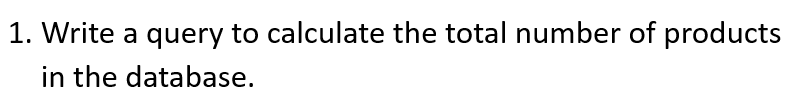 1. Write a query to calculate the total number of products
in the database.